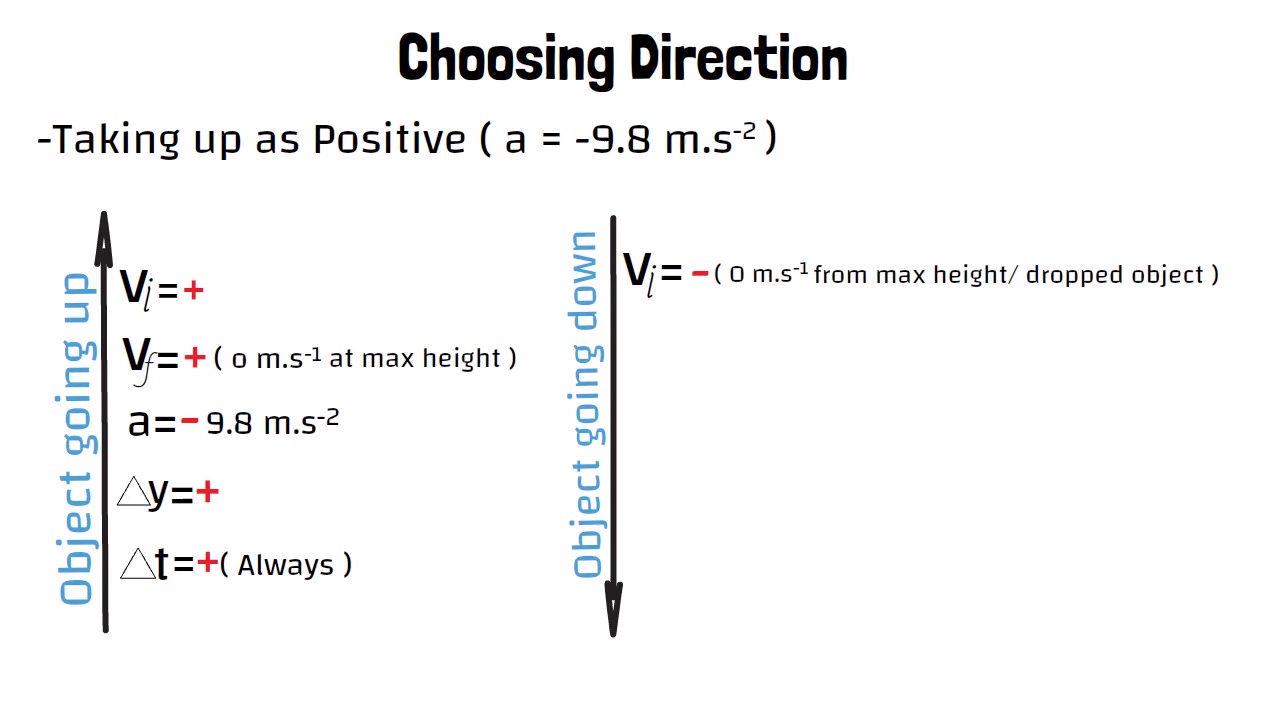 Choosing Direction
-Taking up as Positive ( a = -9.8 m.s⁻² )
Object going up
Vi = +
Vf = + ( o m.s⁻¹ at max height )
a = - 9.8 m.s⁻²
△y = +
△t = + ( Always )
Object going down
Vi = - ( 0 m.s⁻¹ from max height/ dropped object )